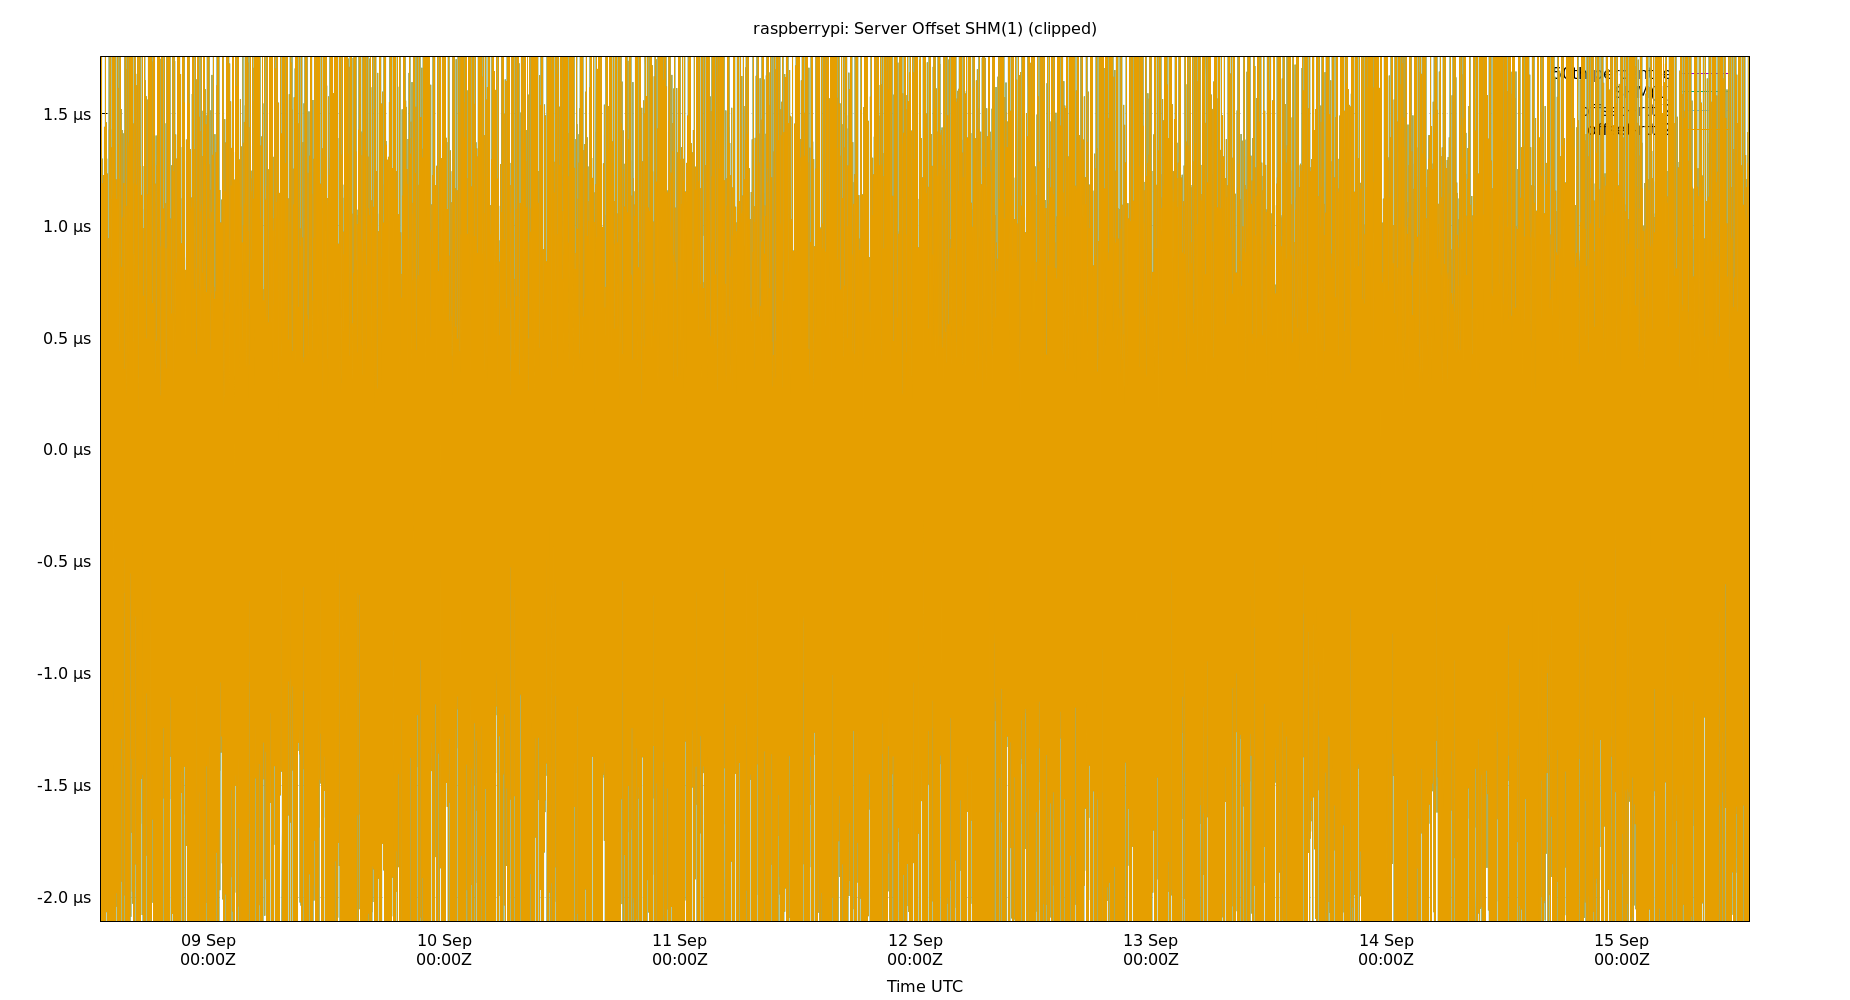 raspberrypi: Server Offset SHM(1) (clipped)
1.5 µs
1.0 µs
0.5 µs
0.0 µs
-0.5 µs
-1.0 µs
-1.5 µs
-2.0 µs
09 Sep 10 Sep 11 Sep 12 Sep 13 Sep 14 Sep 15 Sep
00:00Z 00:00Z 00:00Z 00:00Z 00:00Z 00:00Z 00:00Z
Time UTC